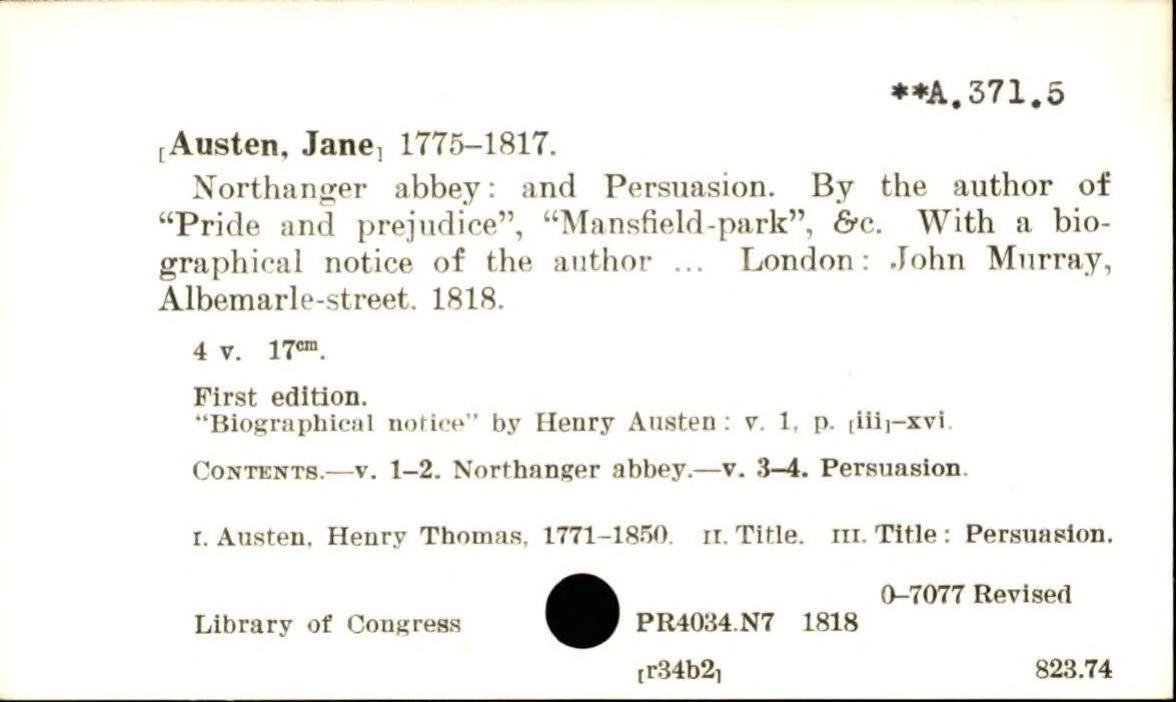 **A.371.5
[Austen, Jane] 1775–1817.
Northanger abbey: and Persuasion. By the author of
“Pride and prejudice”, “Mansfield-park”, &c. With a bio-
graphical notice of the author ... London: John Murray,
Albemarle-street. 1818.
4 v. 17cm.
First edition.
“Biographical notice” by Henry Austen: v. 1, p. [iii]–xvi.
CONTENTS.—v. 1–2. Northanger abbey.—v. 3–4. Persuasion.
I. Austen, Henry Thomas, 1771–1850. II. Title. III. Title: Persuasion.
0–7077 Revised
Library of Congress PR4034.N7 1818
[r34b2] 823.74